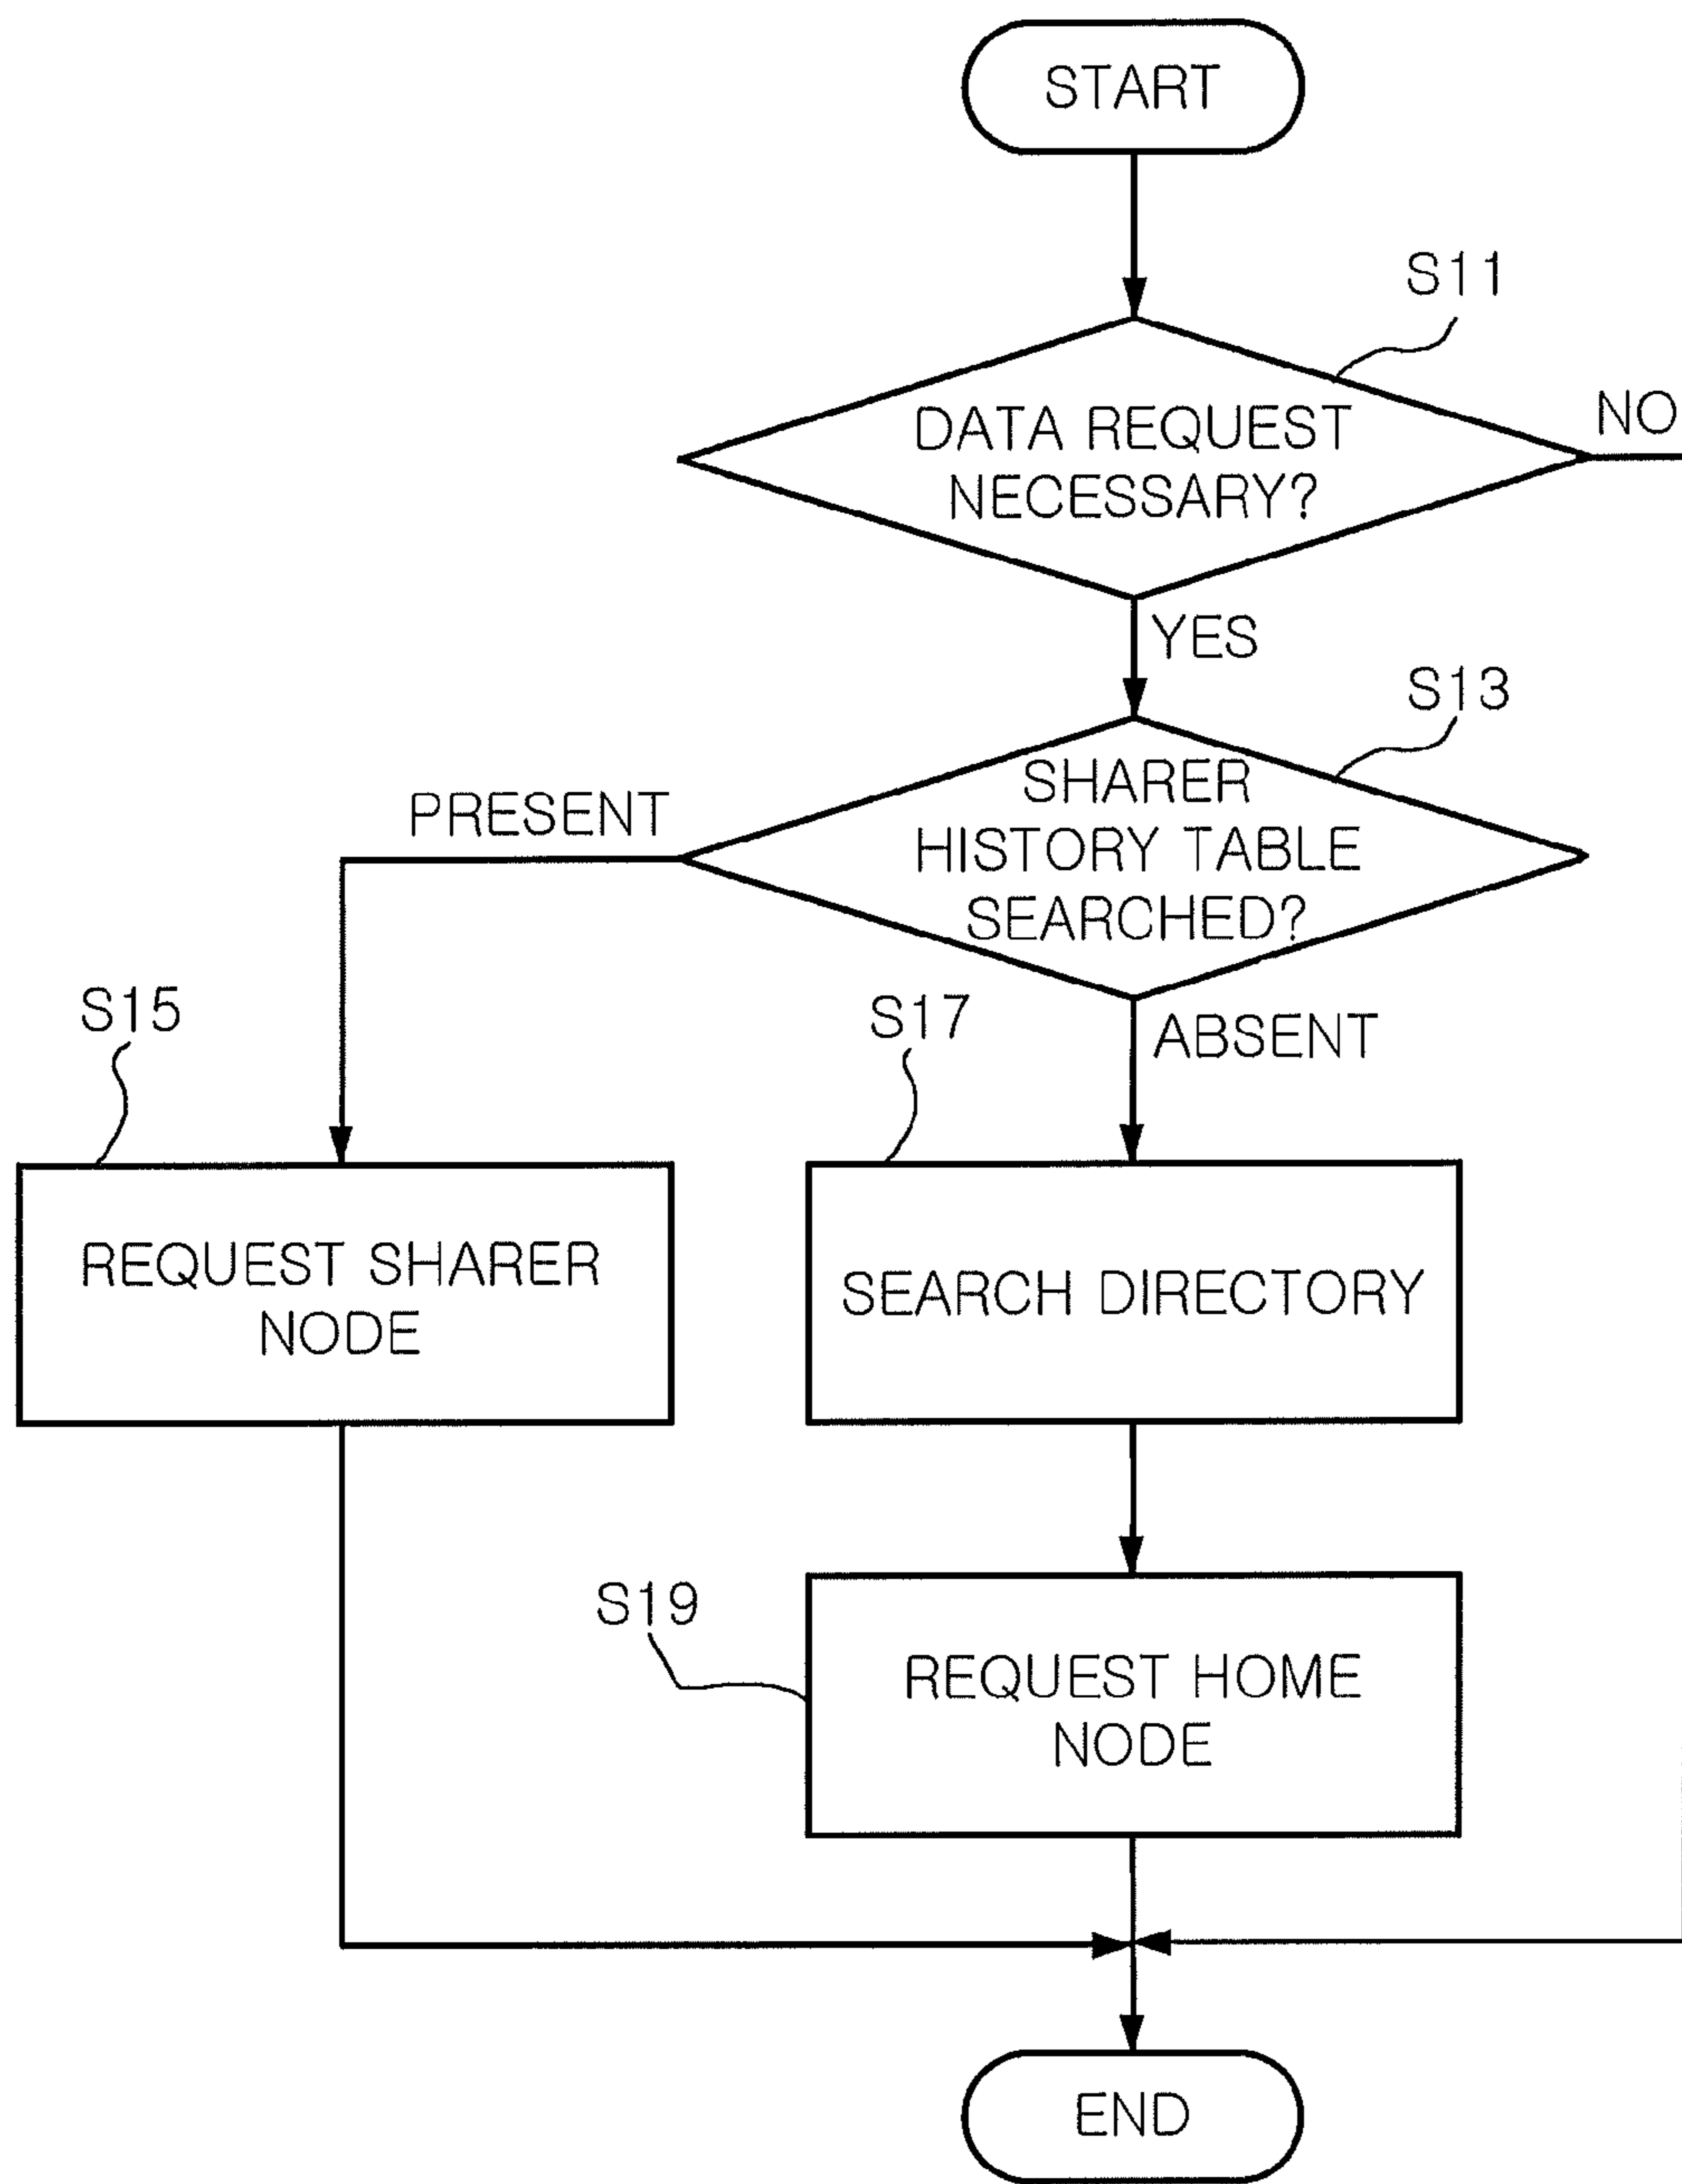 START
S11
DATA REQUEST
NECESSARY?
NO
YES
S13
SHARER
HISTORY TABLE
SEARCHED?
PRESENT
ABSENT
S15
S17
REQUEST SHARER
NODE
SEARCH DIRECTORY
S19
REQUEST HOME
NODE
END